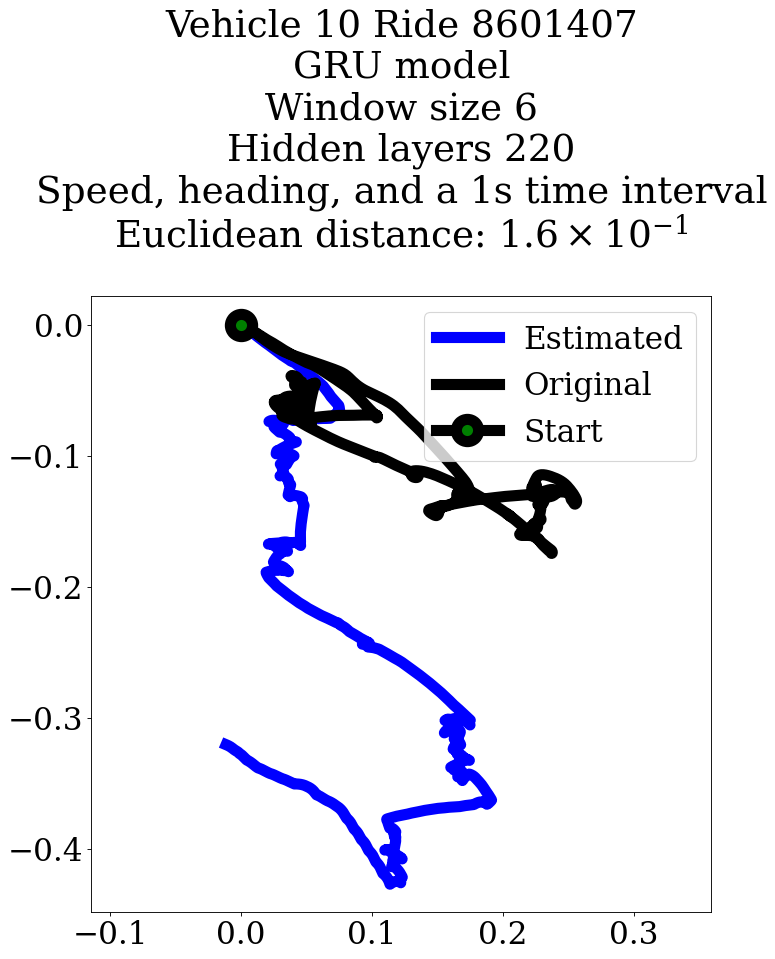 Vehicle 10 Ride 8601407
GRU model
Window size 6
Hidden layers 220
Speed, heading, and a 1s time interval
Euclidean distance: 1.6 × 10⁻¹
Estimated
Original
Start
0.0
−0.1
−0.2
−0.3
−0.4
−0.1 0.0 0.1 0.2 0.3